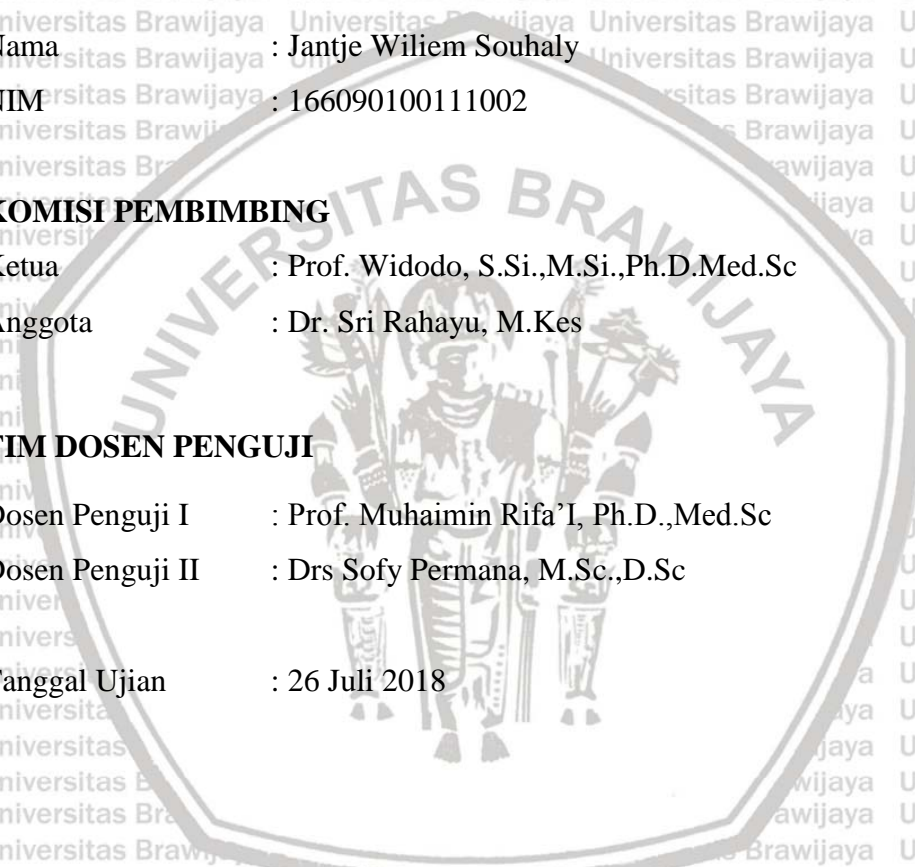 Nama : Jantje Wiliem Souhaly
NIM : 166090100111002
KOMISI PEMBIMBING
Ketua : Prof. Widodo, S.Si.,M.Si.,Ph.D.Med.Sc
Anggota : Dr. Sri Rahayu, M.Kes
UNIVERSITAS BRAWIJAYA
TIM DOSEN PENGUJI
Dosen Penguji I : Prof. Muhaimin Rifa'I, Ph.D.,Med.Sc
Dosen Penguji II : Drs Sofy Permana, M.Sc.,D.Sc
Tanggal Ujian : 26 Juli 2018